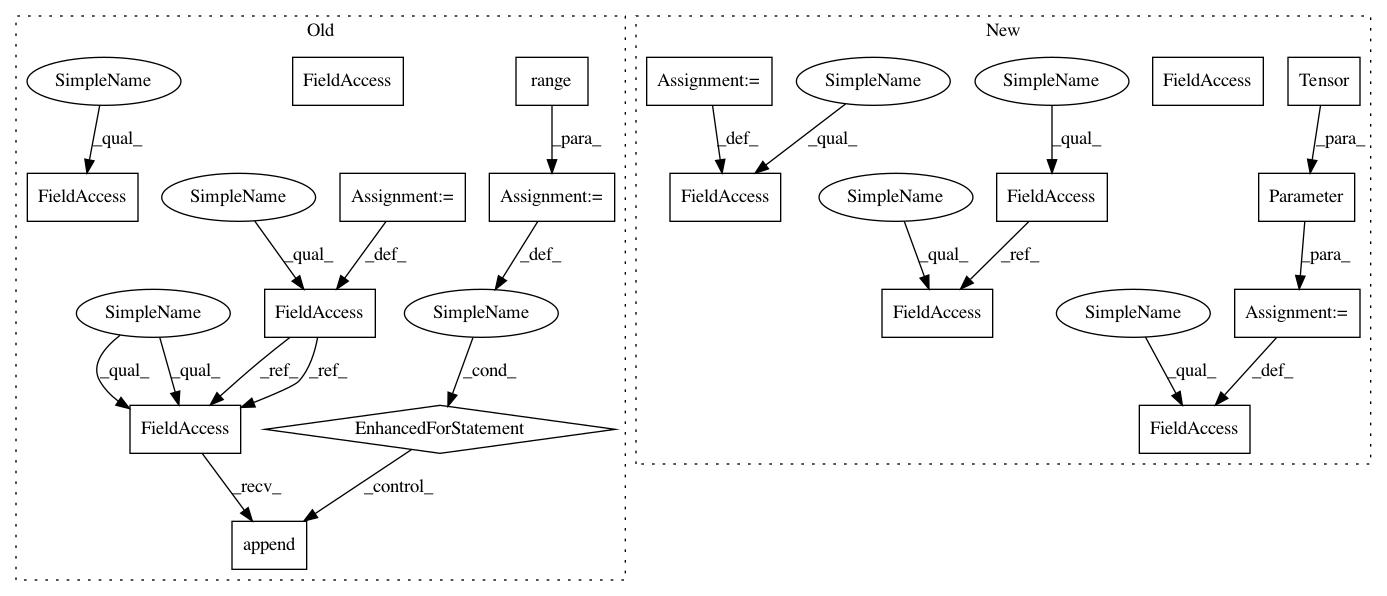 Old
New
SimpleName
FieldAccess
range
Assignment:=
SimpleName
SimpleName
FieldAccess
Tensor
_qual_
_para_
_def_
_qual_
_qual_
_para_
FieldAccess
SimpleName
Assignment:=
Assignment:=
FieldAccess
SimpleName
FieldAccess
Parameter
_qual_
_def_
_def_
_qual_
_ref_
_para_
SimpleName
FieldAccess
SimpleName
FieldAccess
SimpleName
Assignment:=
_qual_
_qual_
_ref_
_ref_
_cond_
_qual_
_def_
FieldAccess
EnhancedForStatement
FieldAccess
_recv_
_control_
append